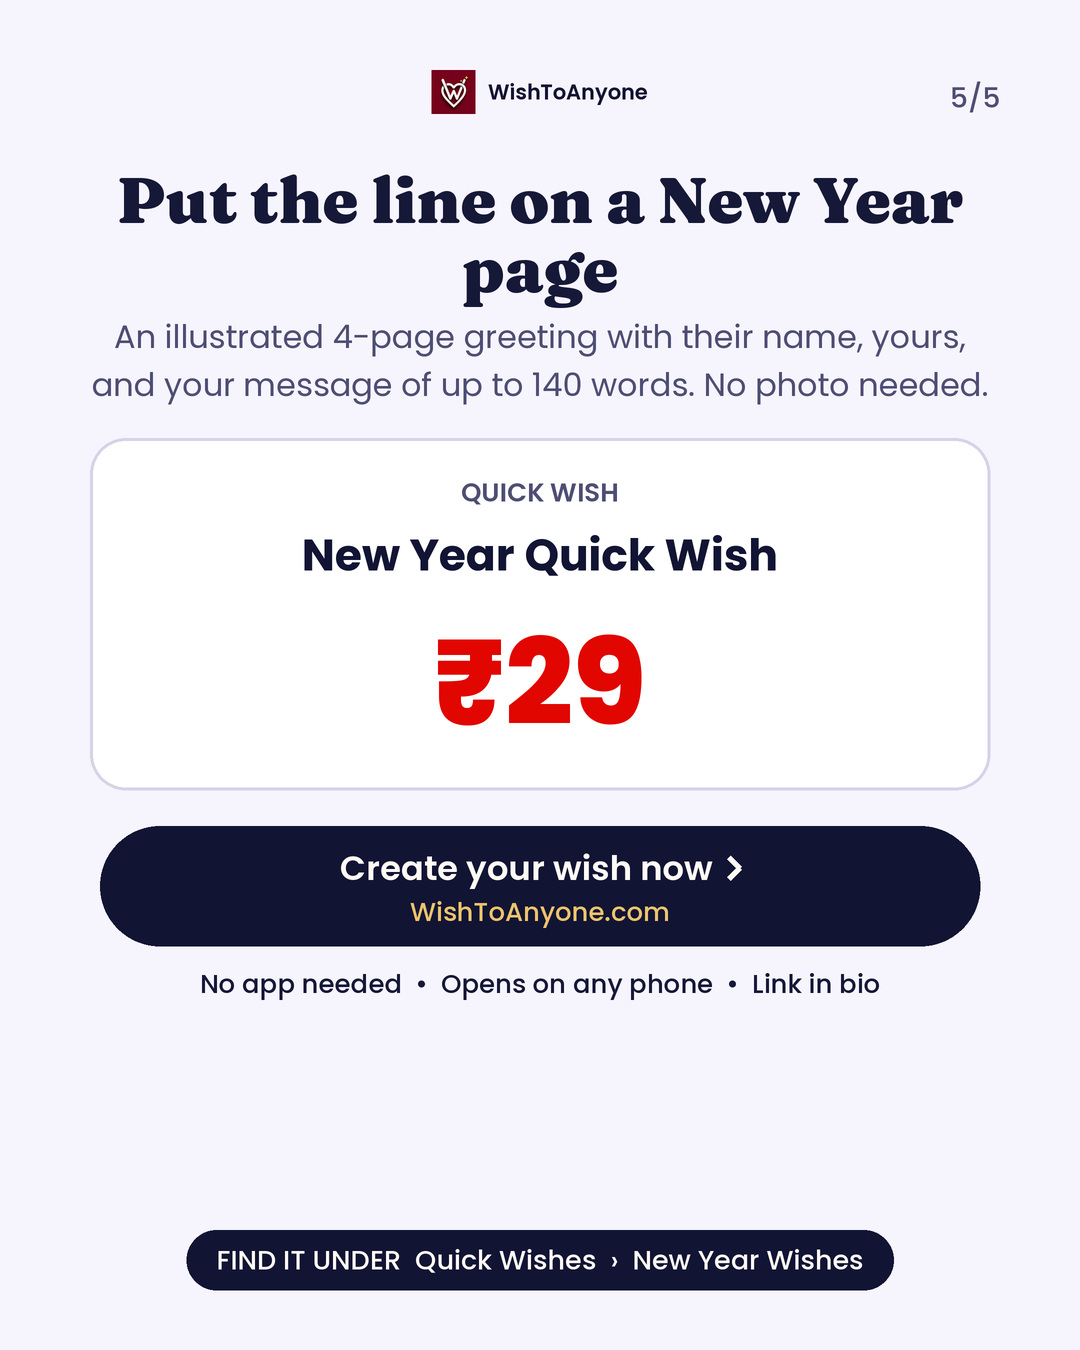 WishToAnyone
5/5
Put the line on a New Year
page
An illustrated 4-page greeting with their name, yours,
and your message of up to 140 words. No photo needed.
QUICK WISH
New Year Quick Wish
₹29
Create your wish now ›
WishToAnyone.com
No app needed • Opens on any phone • Link in bio
FIND IT UNDER Quick Wishes › New Year Wishes